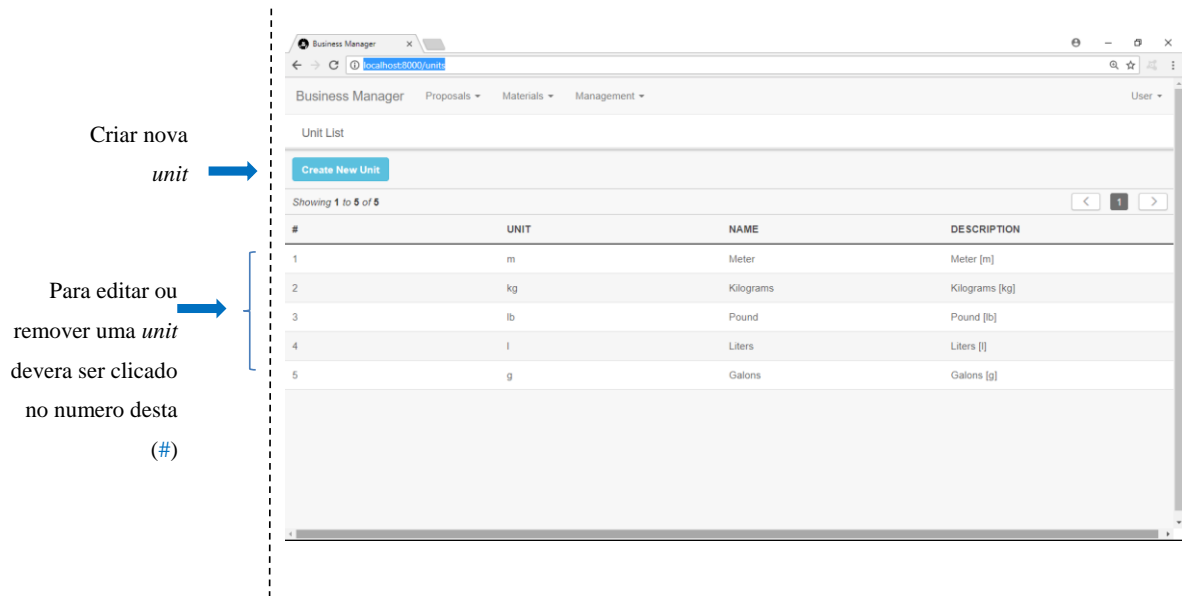 Criar nova
unit
Para editar ou
remover uma unit
devera ser clicado
no numero desta
(#)
Business Manager
localhost:8000/units
Business Manager Proposals Materials Management User
Unit List
Create New Unit
Showing 1 to 5 of 5 < 1 >
# UNIT NAME DESCRIPTION
1 m Meter Meter [m]
2 kg Kilograms Kilograms [kg]
3 lb Pound Pound [lb]
4 l Liters Liters [l]
5 g Galons Galons [g]